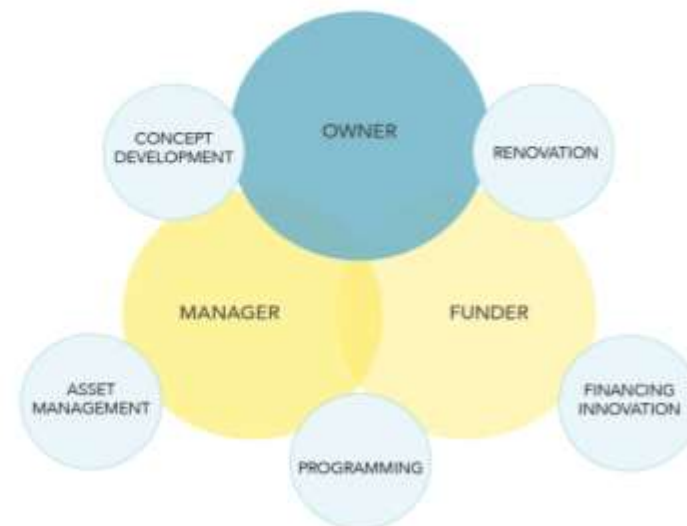 OWNER
CONCEPT
DEVELOPMENT
RENOVATION
MANAGER
FUNDER
ASSET
MANAGEMENT
FINANCING
INNOVATION
PROGRAMMING